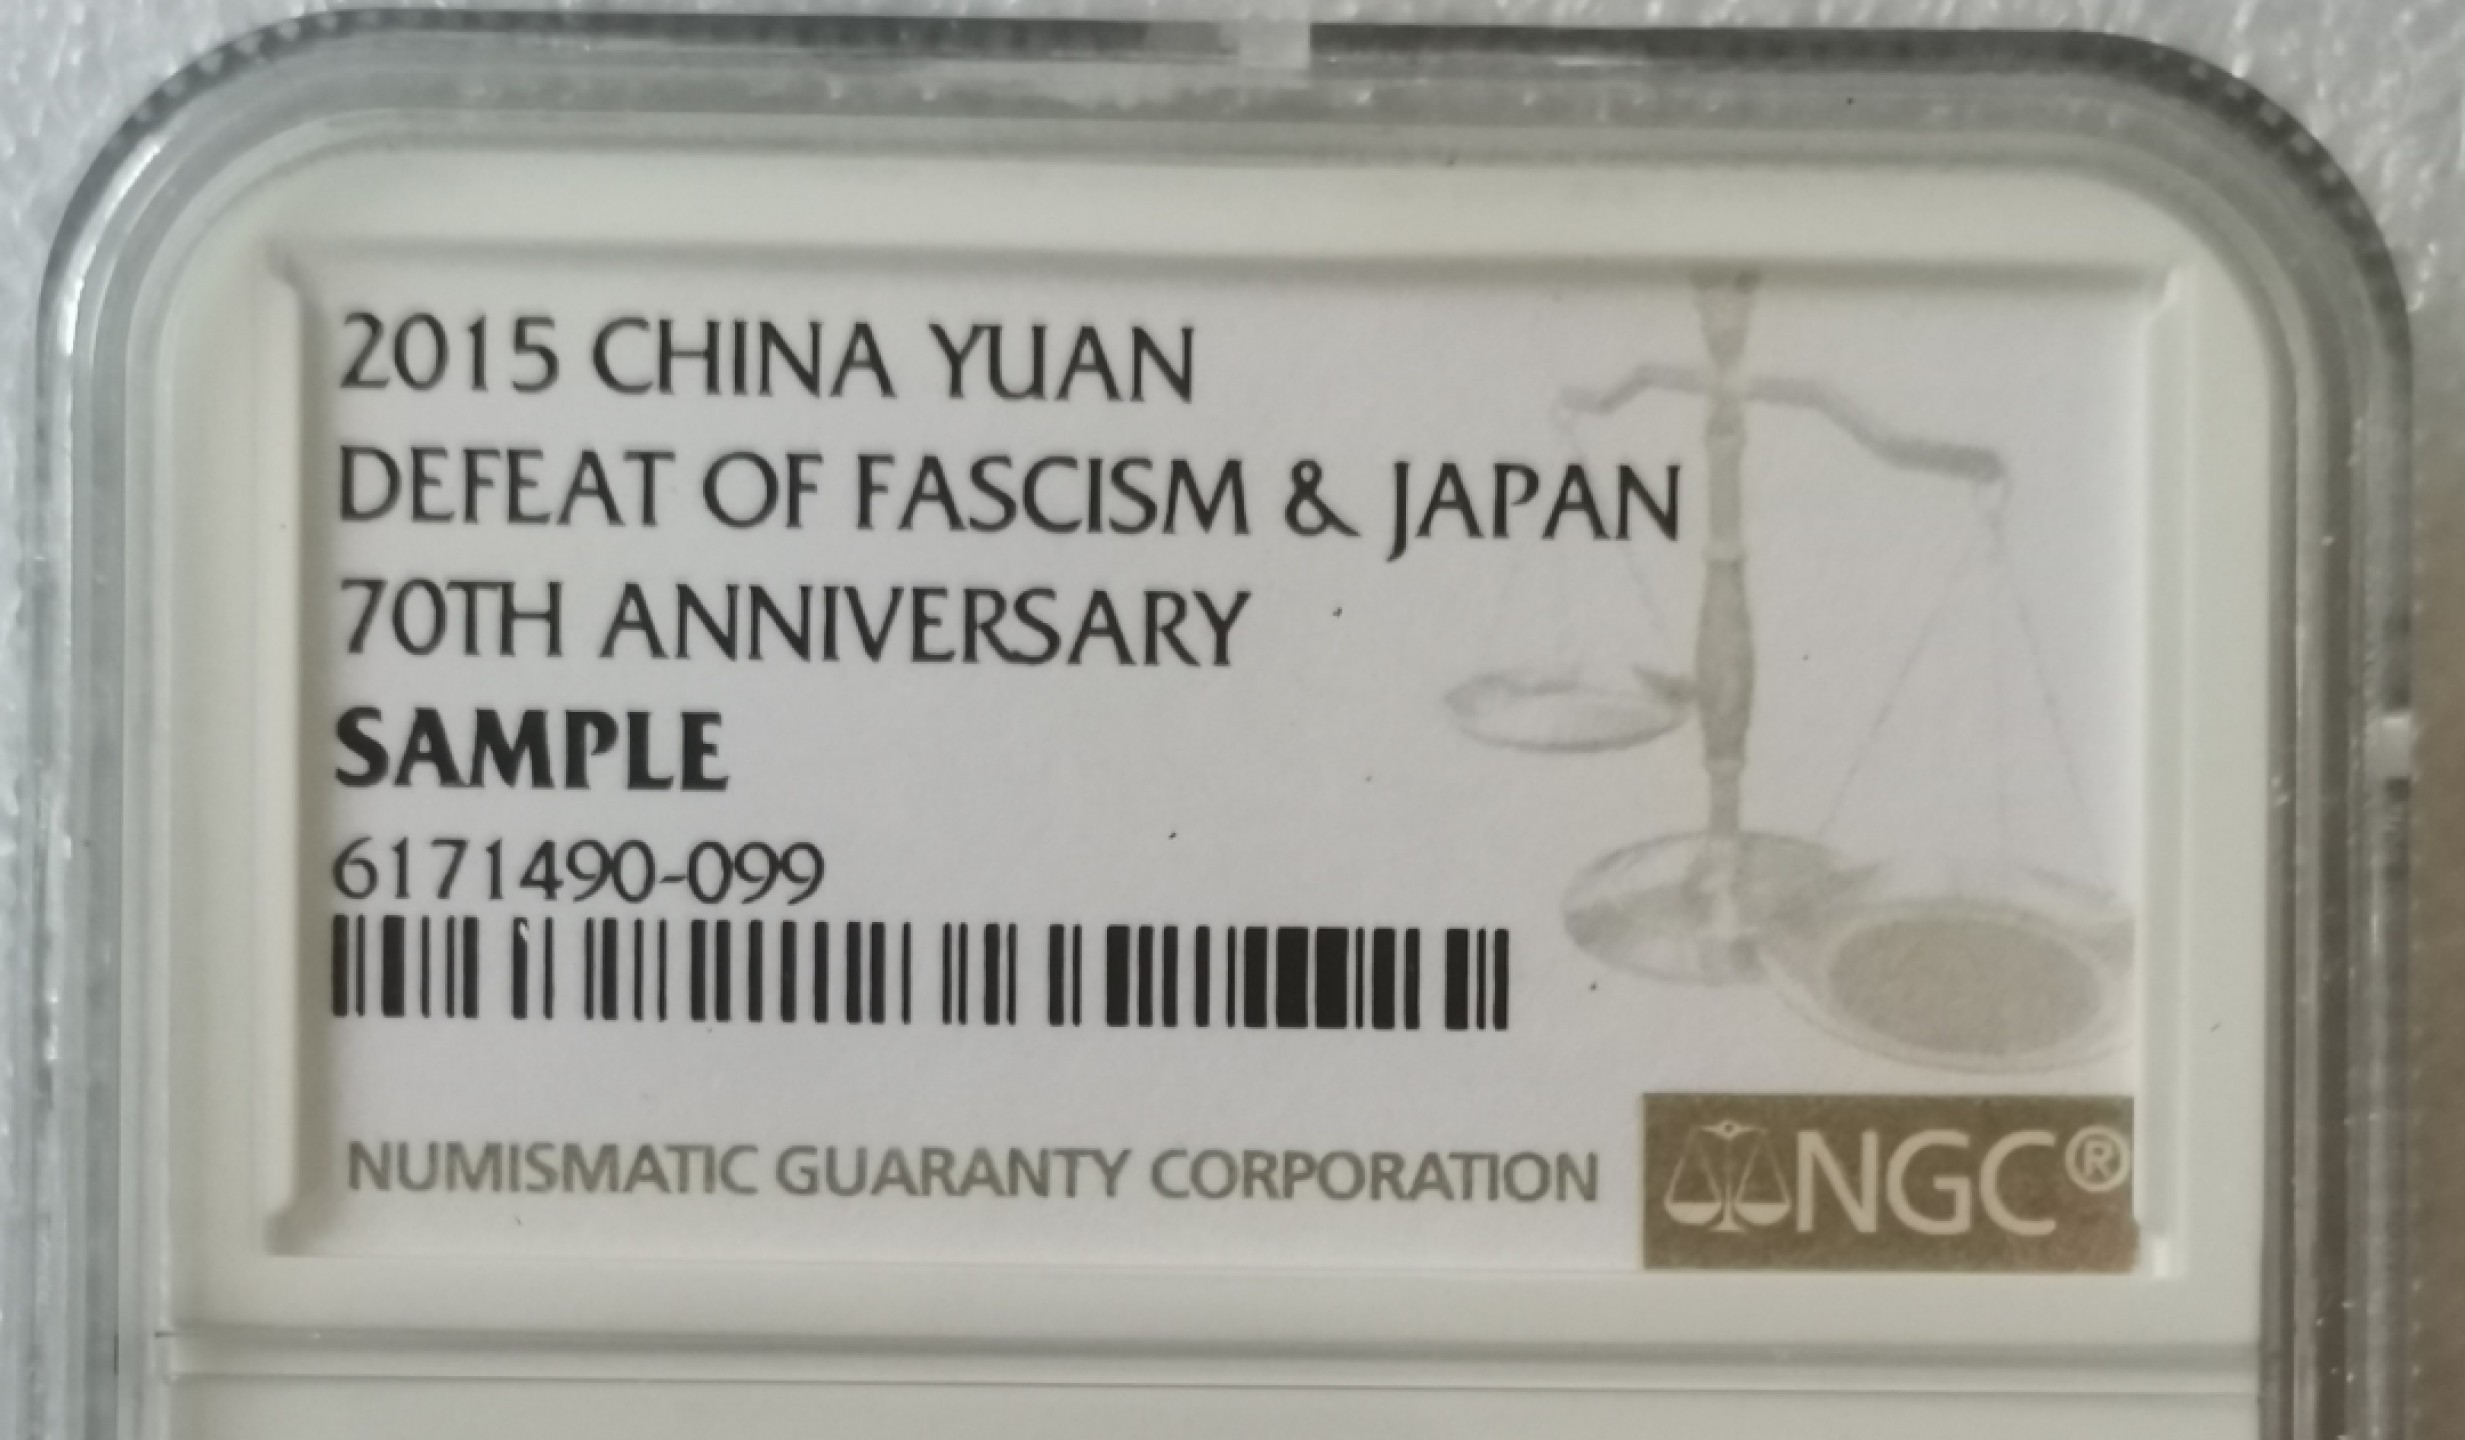 2015 CHINA YUAN
DEFEAT OF FASCISM & JAPAN
70TH ANNIVERSARY
SAMPLE
6171490-099
NUMISMATIC GUARANTY CORPORATION
NGC®